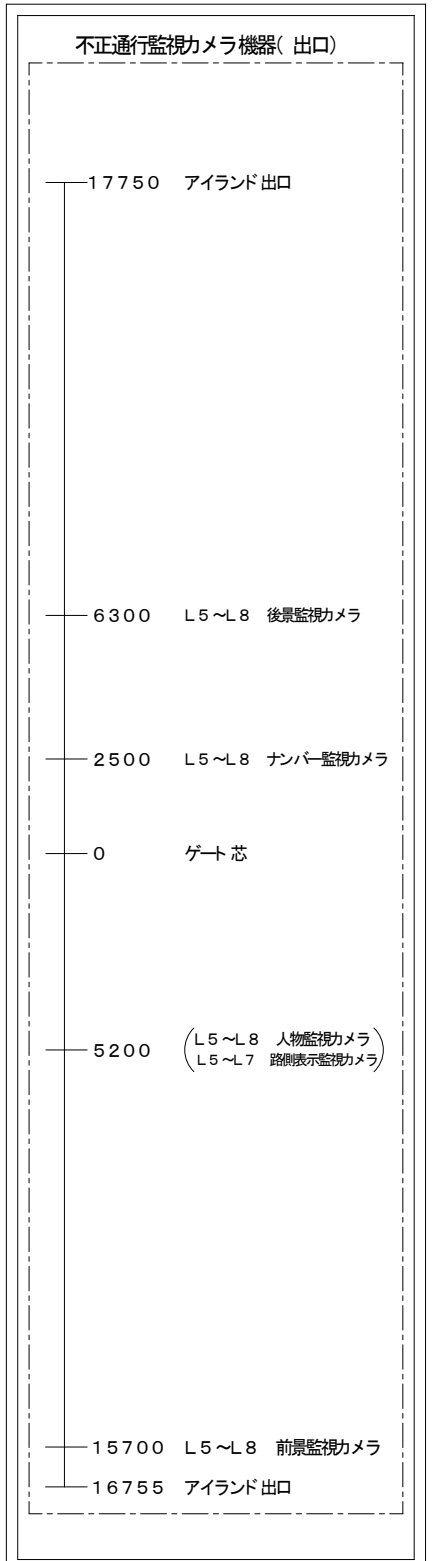 不正通行監視カメラ機器( 出口)
17750 アイランド出口
6300 L5~L8 後景監視カメラ
2500 L5~L8 ナンバー監視カメラ
0 ゲート芯
5200 (L5~L8 人物監視カメラ
L5~L7 路側表示監視カメラ)
15700 L5~L8 前景監視カメラ
16755 アイランド出口